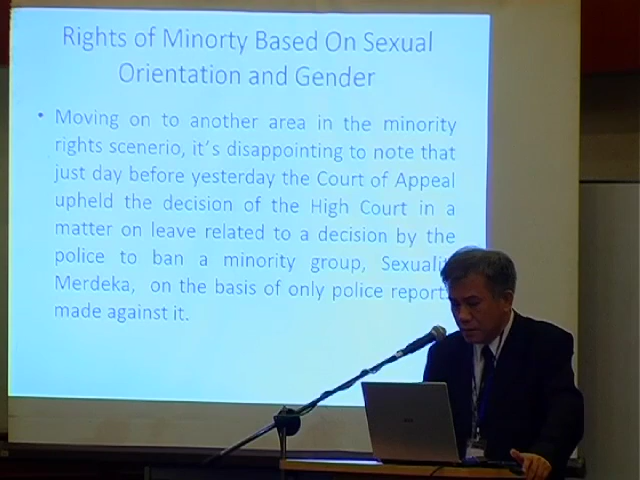 Rights of Minorty Based On Sexual
Orientation and Gender
• Moving on to another area in the minority
rights scenerio, it's disappointing to note that
just day before yesterday the Court of Appeal
upheld the decision of the High Court in a
matter on leave related to a decision by the
police to ban a minority group, Sexuali
Merdeka, on the basis of only police report
made against it.